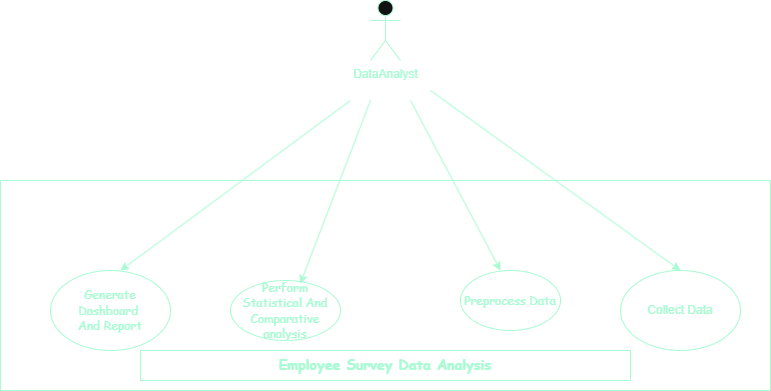 DataAnalyst
Generate
Dashboard
And Report
Perform
Statistical And
Comparative
analysis
Preprocess Data
Collect Data
Employee Survey Data Analysis